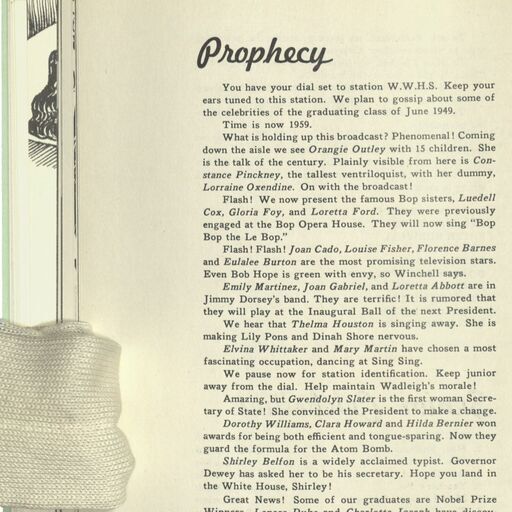 Prophecy
You have your dial set to station W.W.H.S. Keep your
ears tuned to this station. We plan to gossip about some of
the celebrities of the graduating class of June 1949.
Time is now 1959.
What is holding up this broadcast? Phenomenal! Coming
down the aisle we see Orangie Outley with 15 children. She
is the talk of the century. Plainly visible from here is Con-
stance Pinckney, the tallest ventriloquist, with her dummy,
Lorraine Oxendine. On with the broadcast!
Flash! We now present the famous Bop sisters, Luedell
Cox, Gloria Foy, and Loretta Ford. They were previously
engaged at the Bop Opera House. They will now sing "Bop
Bop the Le Bop."
Flash! Flash! Joan Cado, Louise Fisher, Florence Barnes
and Eulalee Burton are the most promising television stars.
Even Bob Hope is green with envy, so Winchell says.
Emily Martinez, Joan Gabriel, and Loretta Abbott are in
Jimmy Dorsey's band. They are terrific! It is rumored that
they will play at the Inaugural Ball of the next President.
We hear that Thelma Houston is singing away. She is
making Lily Pons and Dinah Shore nervous.
Elvina Whittaker and Mary Martin have chosen a most
fascinating occupation, dancing at Sing Sing.
We pause now for station identification. Keep junior
away from the dial. Help maintain Wadleigh's morale!
Amazing, but Gwendolyn Slater is the first woman Secre-
tary of State! She convinced the President to make a change.
Dorothy Williams, Clara Howard and Hilda Bernier won
awards for being both efficient and tongue-sparing. Now they
guard the formula for the Atom Bomb.
Shirley Belfon is a widely acclaimed typist. Governor
Dewey has asked her to be his secretary. Hope you land in
the White House, Shirley!
Great News! Some of our graduates are Nobel Prize